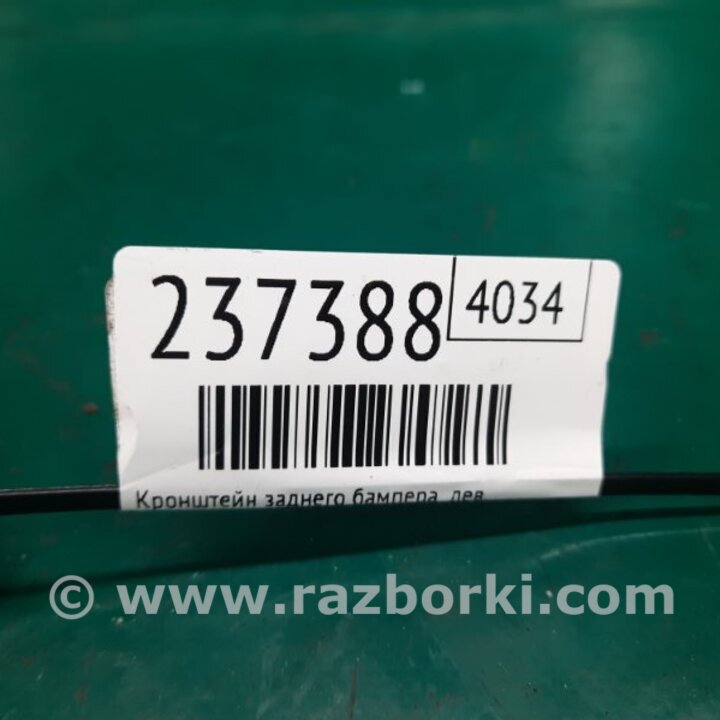 237388 4034
Кронштейн заднего бампера лев
© www.razborki.com